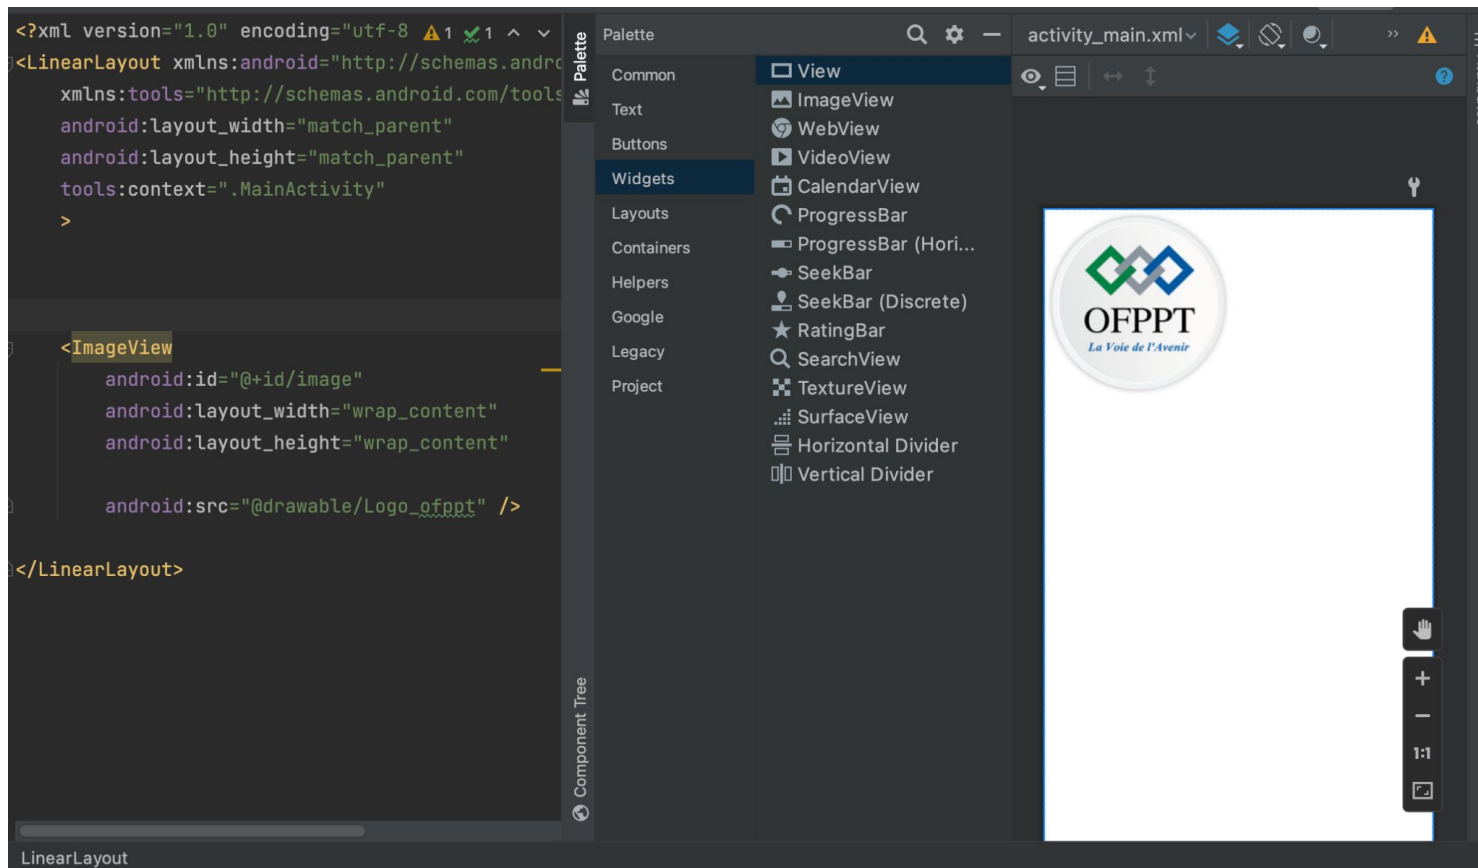 <?xml version="1.0" encoding="utf-8 1 1
<LinearLayout xmlns:android="http://schemas.andro
xmlns:tools="http://schemas.android.com/tools
android:layout_width="match_parent"
android:layout_height="match_parent"
tools:context=".MainActivity"
>
<ImageView
android:id="@+id/image"
android:layout_width="wrap_content"
android:layout_height="wrap_content"
android:src="@drawable/Logo_ofppt" />
</LinearLayout>
LinearLayout
Palette
Component Tree
Palette
Common
Text
Buttons
Widgets
Layouts
Containers
Helpers
Google
Legacy
Project
View
ImageView
WebView
VideoView
CalendarView
ProgressBar
ProgressBar (Hori...
SeekBar
SeekBar (Discrete)
RatingBar
SearchView
TextureView
SurfaceView
Horizontal Divider
Vertical Divider
activity_main.xml
OFPPT
La Voie de l'Avenir
1:1